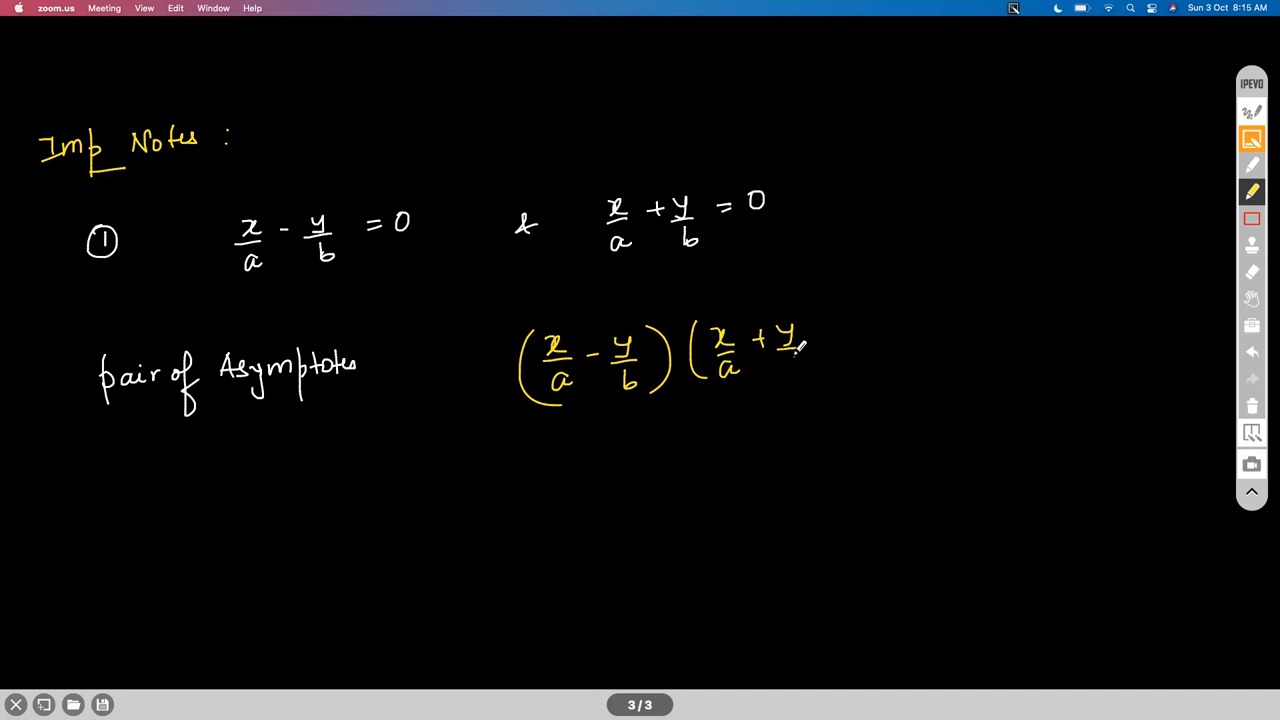 zoom.us Meeting View Edit Window Help Sun 3 Oct 8:15 AM
IPEVO
Imp Notes :
① x/a - y/b = 0 & x/a + y/b = 0
pair of Asymptotes (x/a - y/b) (x/a + y/
3/3